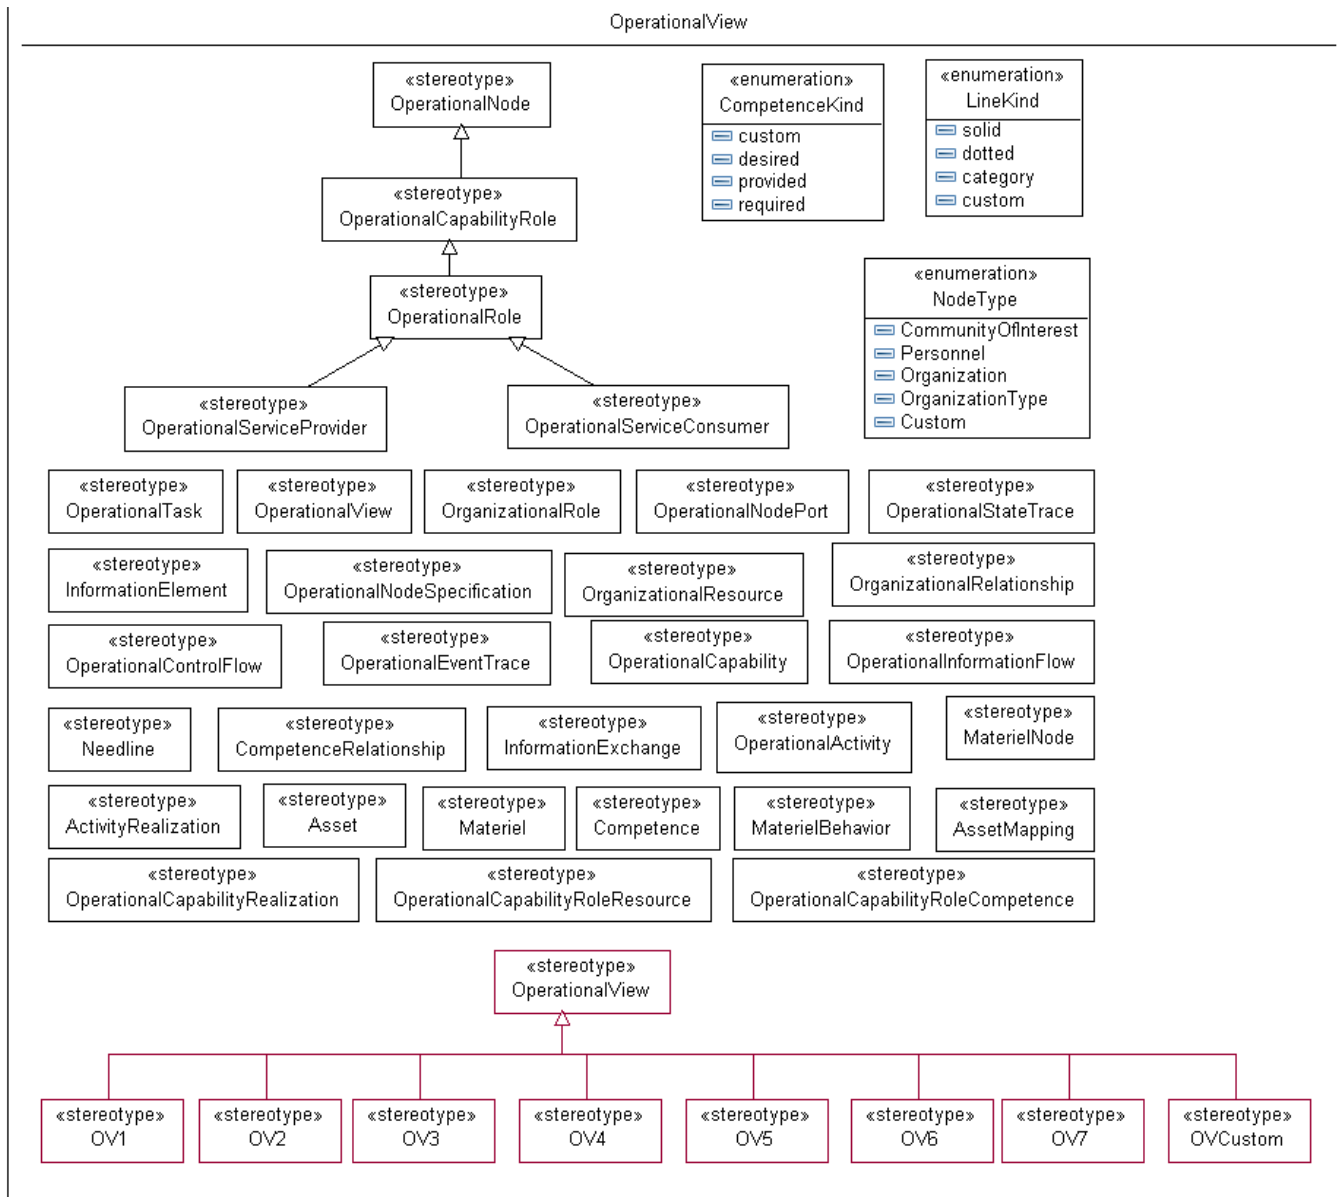 OperationalView
«stereotype»
OperationalNode
«enumeration»
CompetenceKind
custom
desired
provided
required
«enumeration»
LineKind
solid
dotted
category
custom
«stereotype»
OperationalCapabilityRole
«stereotype»
OperationalRole
«enumeration»
NodeType
CommunityOfInterest
Personnel
Organization
OrganizationType
Custom
«stereotype»
OperationalServiceProvider
«stereotype»
OperationalServiceConsumer
«stereotype»
OperationalTask
«stereotype»
OperationalView
«stereotype»
OrganizationalRole
«stereotype»
OperationalNodePort
«stereotype»
OperationalStateTrace
«stereotype»
InformationElement
«stereotype»
OperationalNodeSpecification
«stereotype»
OrganizationalResource
«stereotype»
OrganizationalRelationship
«stereotype»
OperationalControlFlow
«stereotype»
OperationalEventTrace
«stereotype»
OperationalCapability
«stereotype»
OperationalInformationFlow
«stereotype»
Needline
«stereotype»
CompetenceRelationship
«stereotype»
InformationExchange
«stereotype»
OperationalActivity
«stereotype»
MaterielNode
«stereotype»
ActivityRealization
«stereotype»
Asset
«stereotype»
Materiel
«stereotype»
Competence
«stereotype»
MaterielBehavior
«stereotype»
AssetMapping
«stereotype»
OperationalCapabilityRealization
«stereotype»
OperationalCapabilityRoleResource
«stereotype»
OperationalCapabilityRoleCompetence
«stereotype»
OperationalView
«stereotype»
OV1
«stereotype»
OV2
«stereotype»
OV3
«stereotype»
OV4
«stereotype»
OV5
«stereotype»
OV6
«stereotype»
OV7
«stereotype»
OVCustom